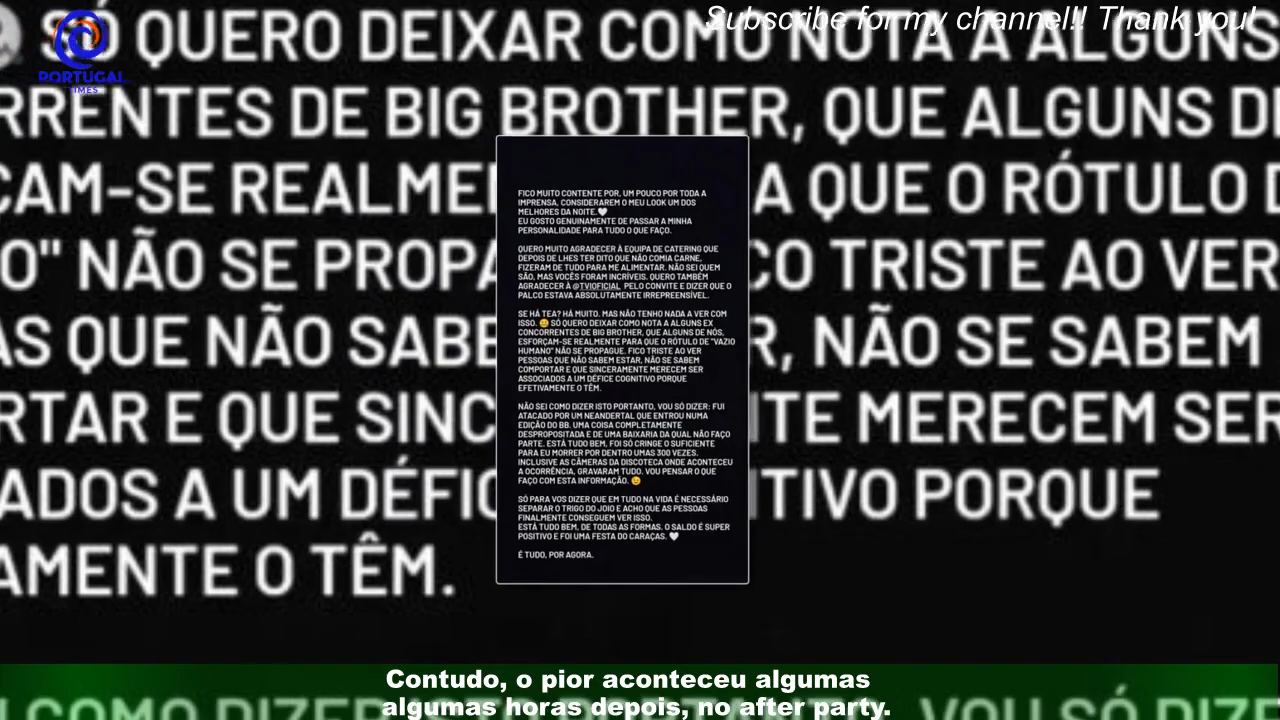 Subscribe for my channel!! Thank you!
SÓ QUERO DEIXAR COMO NOTA A ALGUNS
RRENTES DE BIG BROTHER, QUE ALGUNS DE
ÇAM-SE REALME A QUE O RÓTULO D
O" NÃO SE PROPA CO TRISTE AO VER
AS QUE NÃO SABE R, NÃO SE SABEM
RTAR E QUE SINC NTE MERECEM SER
ADOS A UM DÉFIC NITIVO PORQUE
AMENTE O TÊM.
PORTUGAL
TIMES
FICO MUITO CONTENTE POR, UM POUCO POR TODA A
IMPRENSA, CONSIDERAREM O MEU LOOK UM DOS
MELHORES DA NOITE.🤍
EU GOSTO GENUINAMENTE DE PASSAR A MINHA
PERSONALIDADE PARA TUDO O QUE FAÇO.
QUERO MUITO AGRADECER À EQUIPA DE CATERING QUE
DEPOIS DE LHES TER DITO QUE NÃO COMIA CARNE,
FIZERAM DE TUDO PARA ME ALIMENTAR. NÃO SEI QUEM
SÃO, MAS VOCÊS FORAM INCRÍVEIS. QUERO TAMBÉM
AGRADECER À @TVIOFICIAL PELO CONVITE E DIZER QUE O
PALCO ESTAVA ABSOLUTAMENTE IRREPREENSÍVEL.
SE HÁ TEA? HÁ MUITO. MAS NÃO TENHO NADA A VER COM
ISSO. 🙂 SÓ QUERO DEIXAR COMO NOTA A ALGUNS EX
CONCORRENTES DE BIG BROTHER, QUE ALGUNS DE NÓS,
ESFORÇAM-SE REALMENTE PARA QUE O RÓTULO DE "VAZIO
HUMANO" NÃO SE PROPAGUE. FICO TRISTE AO VER
PESSOAS QUE NÃO SABEM ESTAR, NÃO SE SABEM
COMPORTAR E QUE SINCERAMENTE MERECEM SER
ASSOCIADOS A UM DÉFICE COGNITIVO PORQUE
EFETIVAMENTE O TÊM.
NÃO SEI COMO DIZER ISTO PORTANTO, VOU SÓ DIZER: FUI
ATACADO POR UM NEANDERTAL QUE ENTROU NUMA
EDIÇÃO DO BB. UMA COISA COMPLETAMENTE
DESPROPOSITADA E DE UMA BAIXARIA DA QUAL NÃO FAÇO
PARTE. ESTÁ TUDO BEM, FOI SÓ CRINGE O SUFICIENTE
PARA EU MORRER POR DENTRO UMAS 300 VEZES.
INCLUSIVE AS CÂMERAS DA DISCOTECA ONDE ACONTECEU
A OCORRÊNCIA, GRAVARAM TUDO. VOU PENSAR O QUE
FAÇO COM ESTA INFORMAÇÃO. 😉
SÓ PARA VOS DIZER QUE EM TUDO NA VIDA É NECESSÁRIO
SEPARAR O TRIGO DO JOIO E ACHO QUE AS PESSOAS
FINALMENTE CONSEGUEM VER ISSO.
ESTÁ TUDO BEM, DE TODAS AS FORMAS. O SALDO É SUPER
POSITIVO E FOI UMA FESTA DO CARAÇAS. 🤍
É TUDO, POR AGORA.
Contudo, o pior aconteceu algumas
algumas horas depois, no after party.